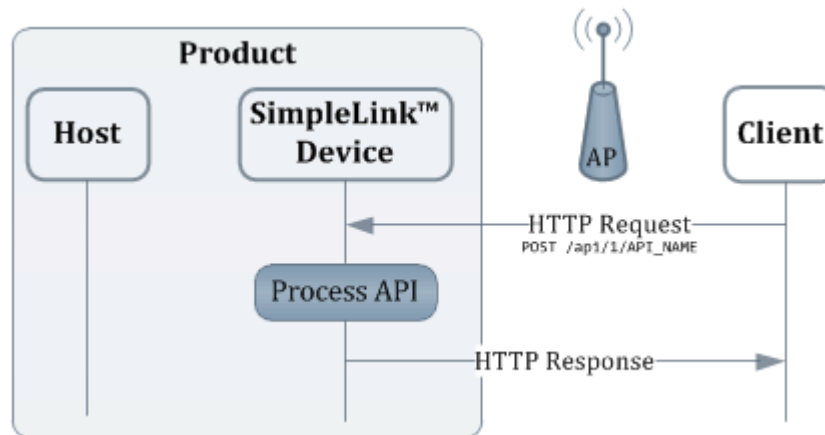 Product
Host
SimpleLink™
Device
AP
Client
HTTP Request
POST /api/1/API_NAME
Process API
HTTP Response